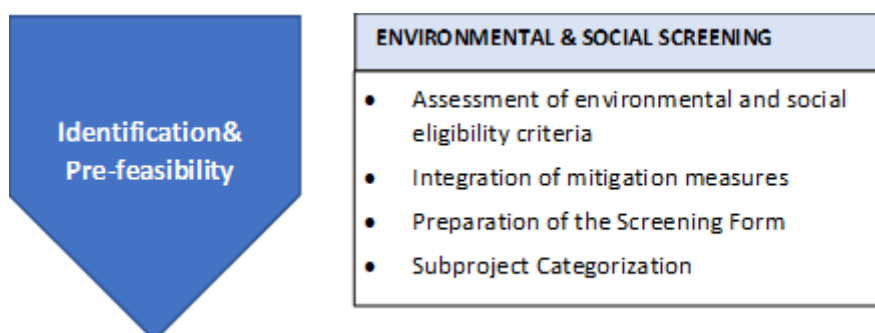 Identification&
Pre-feasibility
ENVIRONMENTAL & SOCIAL SCREENING
• Assessment of environmental and social
eligibility criteria
• Integration of mitigation measures
• Preparation of the Screening Form
• Subproject Categorization